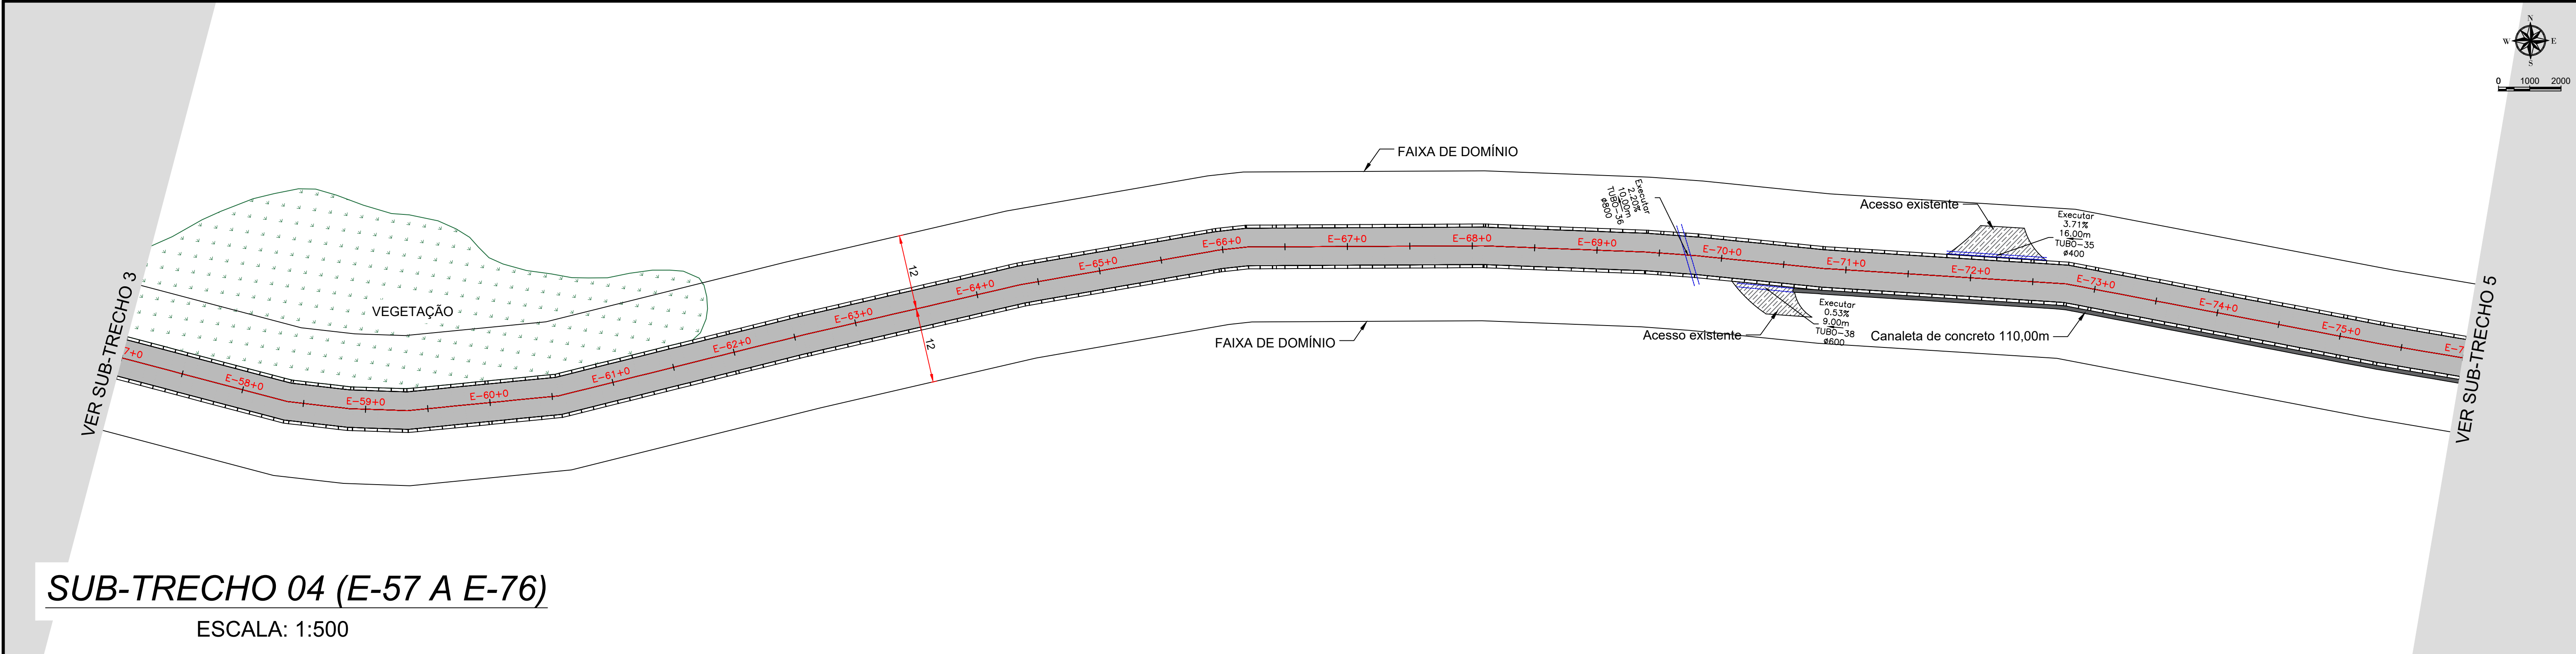 N
W
E
S
0 1000 2000
FAIXA DE DOMÍNIO
Executar
2.20%
10,00m
TUBO-36
ø800
Acesso existente
Executar
3.71%
16,00m
TUBO-35
ø400
VER SUB-TRECHO 3
VEGETAÇÃO
7+0
E-58+0
E-59+0
E-60+0
E-61+0
E-62+0
E-63+0
12
12
E-64+0
E-65+0
E-66+0
E-67+0
E-68+0
E-69+0
E-70+0
E-71+0
E-72+0
E-73+0
E-74+0
E-75+0
E-7
VER SUB-TRECHO 5
FAIXA DE DOMÍNIO
Acesso existente
Executar
0.53%
9.00m
TUBO-38
ø600
Canaleta de concreto 110,00m
SUB-TRECHO 04 (E-57 A E-76)
ESCALA: 1:500